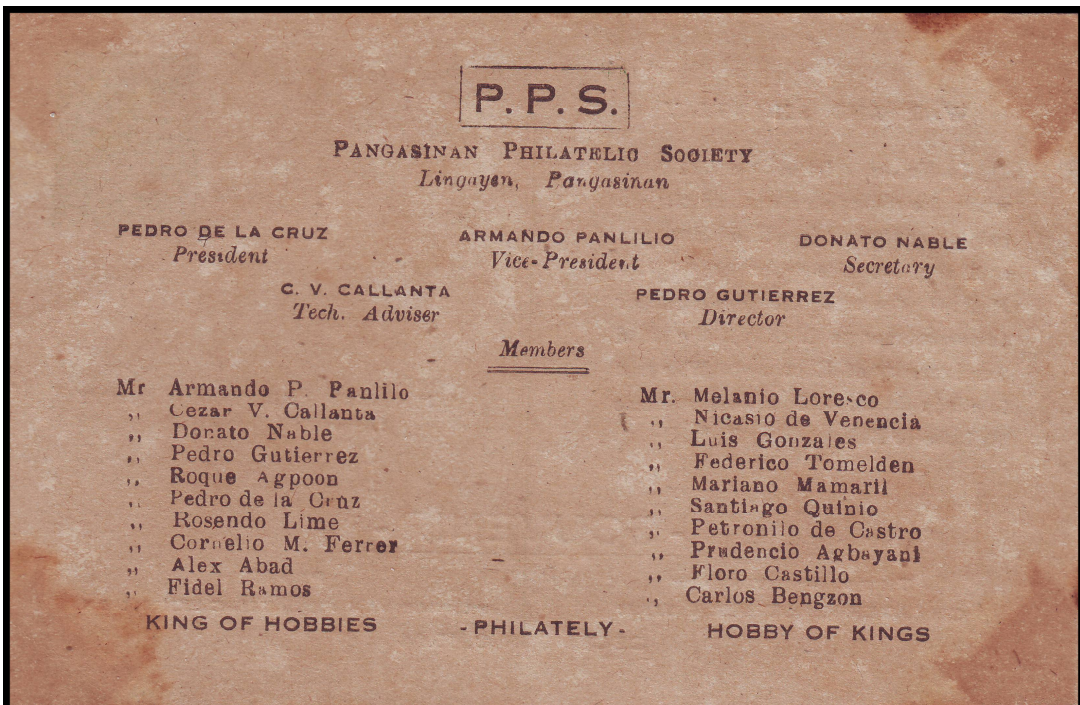 P. P. S.
PANGASINAN PHILATELIC SOCIETY
Lingayen, Pangasinan
PEDRO DE LA CRUZ ARMANDO PANLILIO DONATO NABLE
President Vice-President Secretary
C. V. CALLANTA PEDRO GUTIERREZ
Tech. Adviser Director
Members
Mr Armando P. Panlilo
,, Cezar V. Callanta
,, Donato Nable
,, Pedro Gutierrez
,, Roque Agpoon
,, Pedro de la Cruz
,, Rosendo Lime
,, Cornelio M. Ferrer
,, Alex Abad
,, Fidel Ramos
Mr. Melanio Loresco
,, Nicasio de Venencia
,, Luis Gonzales
,, Federico Tomelden
,, Mariano Mamaril
,, Santiago Quinio
,, Petronilo de Castro
,, Prudencio Agbayani
,, Floro Castillo
,, Carlos Bengzon
KING OF HOBBIES - PHILATELY - HOBBY OF KINGS